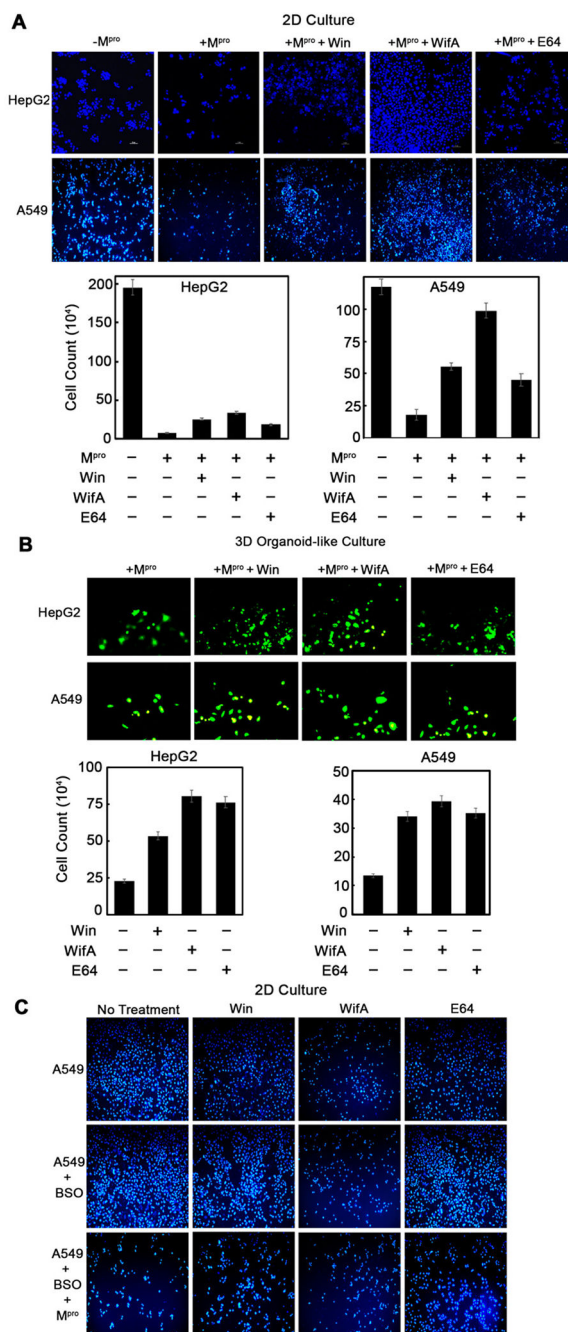 A
2D Culture
-Mᵖʳᵒ +Mᵖʳᵒ +Mᵖʳᵒ + Win +Mᵖʳᵒ + WifA +Mᵖʳᵒ + E64
HepG2
A549
HepG2
Cell Count (10⁴)
200
150
100
50
0
Mᵖʳᵒ − + + + +
Win − − + − −
WifA − − − + −
E64 − − − − +
A549
100
75
50
25
0
− + + + +
− − + − −
− − − + −
− − − − +
B
3D Organoid-like Culture
+Mᵖʳᵒ +Mᵖʳᵒ + Win +Mᵖʳᵒ + WifA +Mᵖʳᵒ + E64
HepG2
A549
HepG2
Cell Count (10⁴)
100
75
50
25
0
Win − + − −
WifA − − + −
E64 − − − +
A549
40
30
20
10
0
− + − −
− − + −
− − − +
C
2D Culture
No Treatment Win WifA E64
A549
A549
+
BSO
A549
+
BSO
+
Mᵖʳᵒ